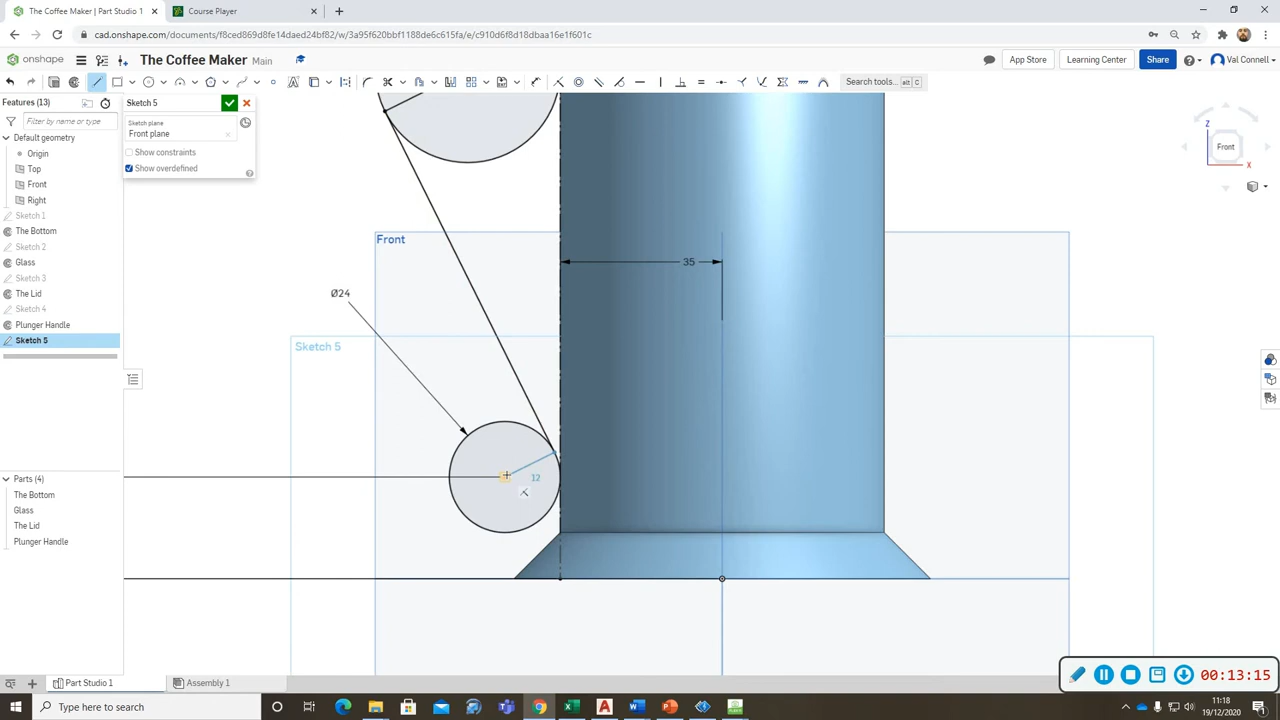 The Coffee Maker | Part Studio 1
Course Player
cad.onshape.com/documents/f8ced869d8fe14daed24bf82/w/3a95f620bbf1188de6c615fa/e/c910d6f8d18dbaa16e1f601c
onshape
The Coffee Maker Main
App Store
Learning Center
Share
Val Connell
Search tools...
alt
C
Features (13)
Filter by name or type
Default geometry
Origin
Top
Front
Right
Sketch 1
The Bottom
Sketch 2
Glass
Sketch 3
The Lid
Sketch 4
Plunger Handle
Sketch 5
Parts (4)
The Bottom
Glass
The Lid
Plunger Handle
Sketch 5
Sketch plane
Front plane
Show constraints
Show overdefined
Front
35
Ø24
Sketch 5
12
Z
Front
X
Part Studio 1
Assembly 1
00:13:15
Type here to search
11:18
19/12/2020